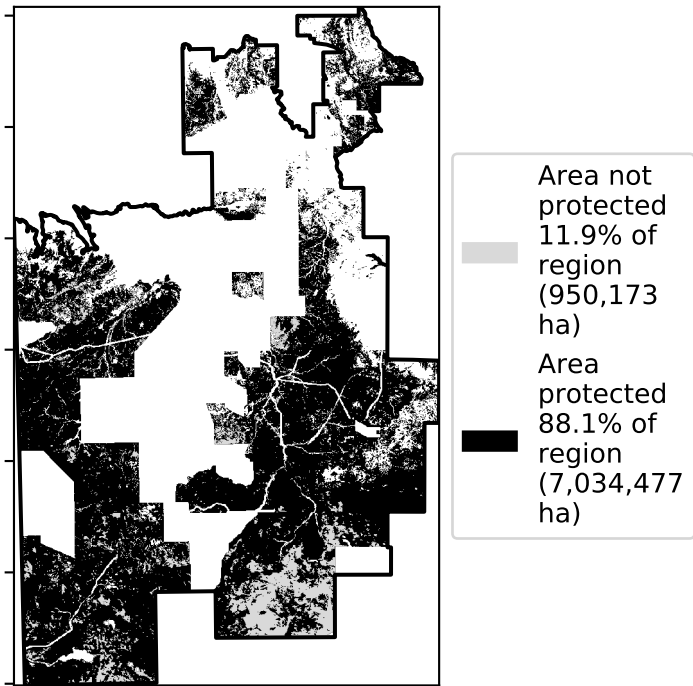 Area not
protected
11.9% of
region
(950,173
ha)
Area
protected
88.1% of
region
(7,034,477
ha)